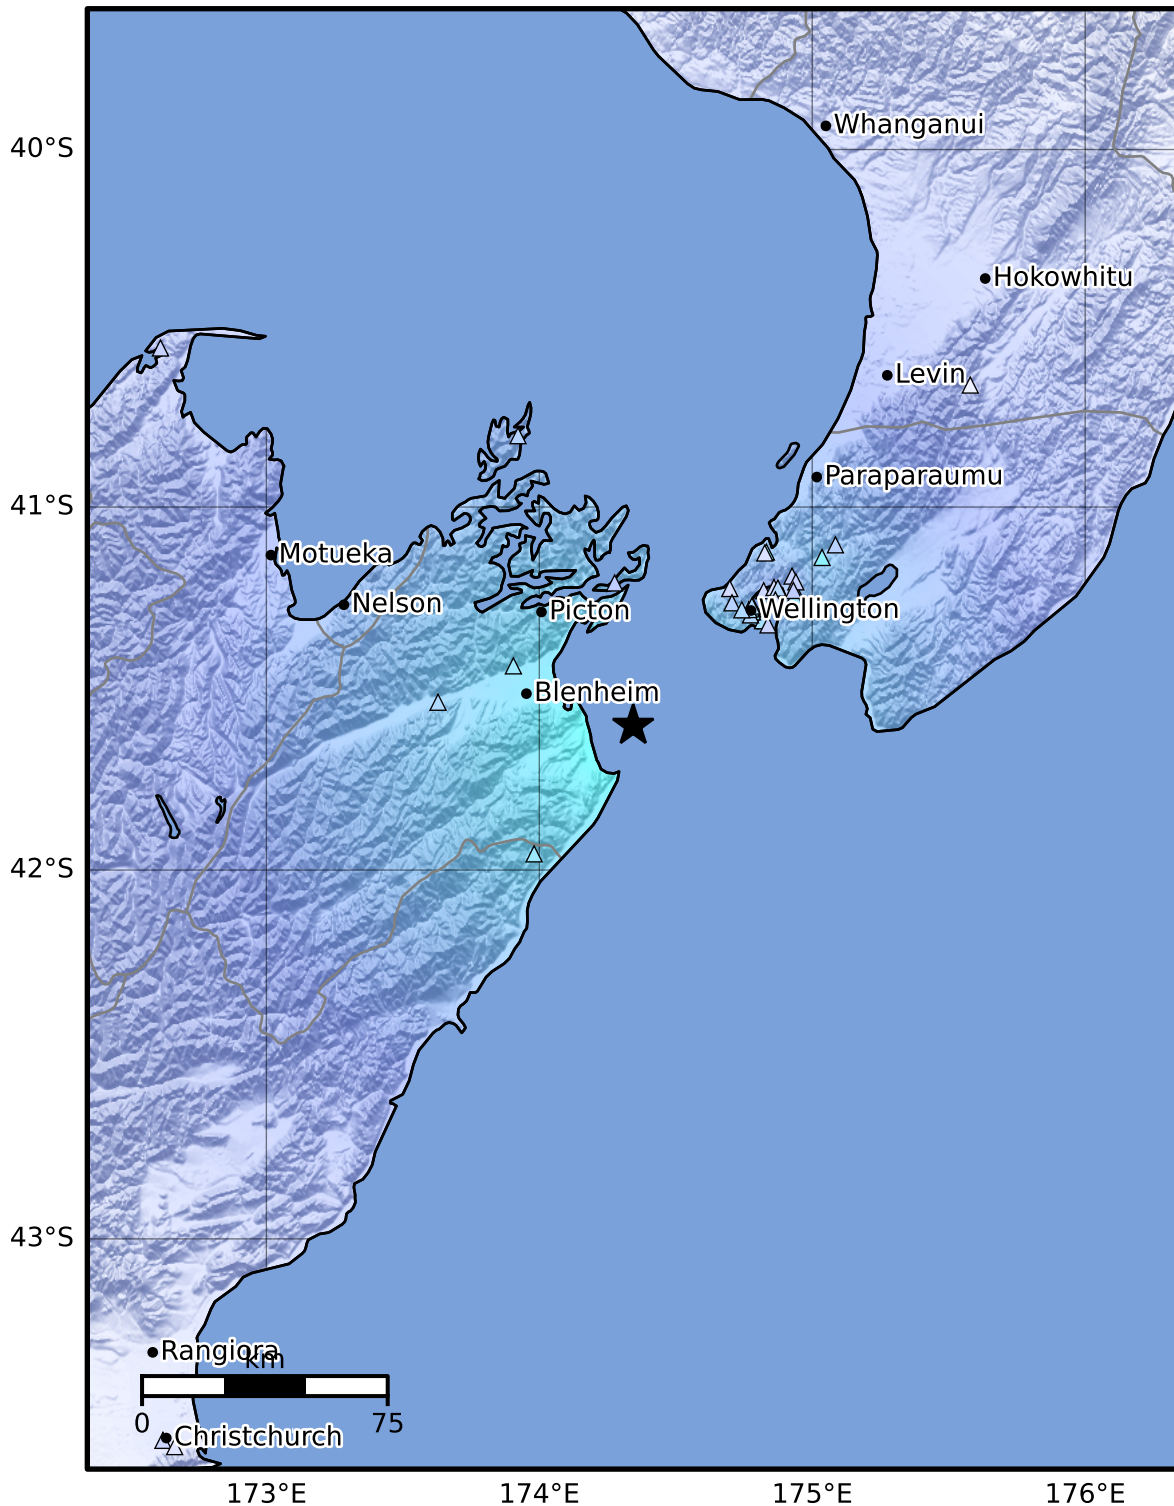 40°S
Whanganui
Hokowhitu
Levin
Paraparaumu
41°S
Motueka
Nelson
Picton
Wellington
Blenheim
42°S
43°S
Rangiora
km
0
75
Christchurch
173°E
174°E
175°E
176°E